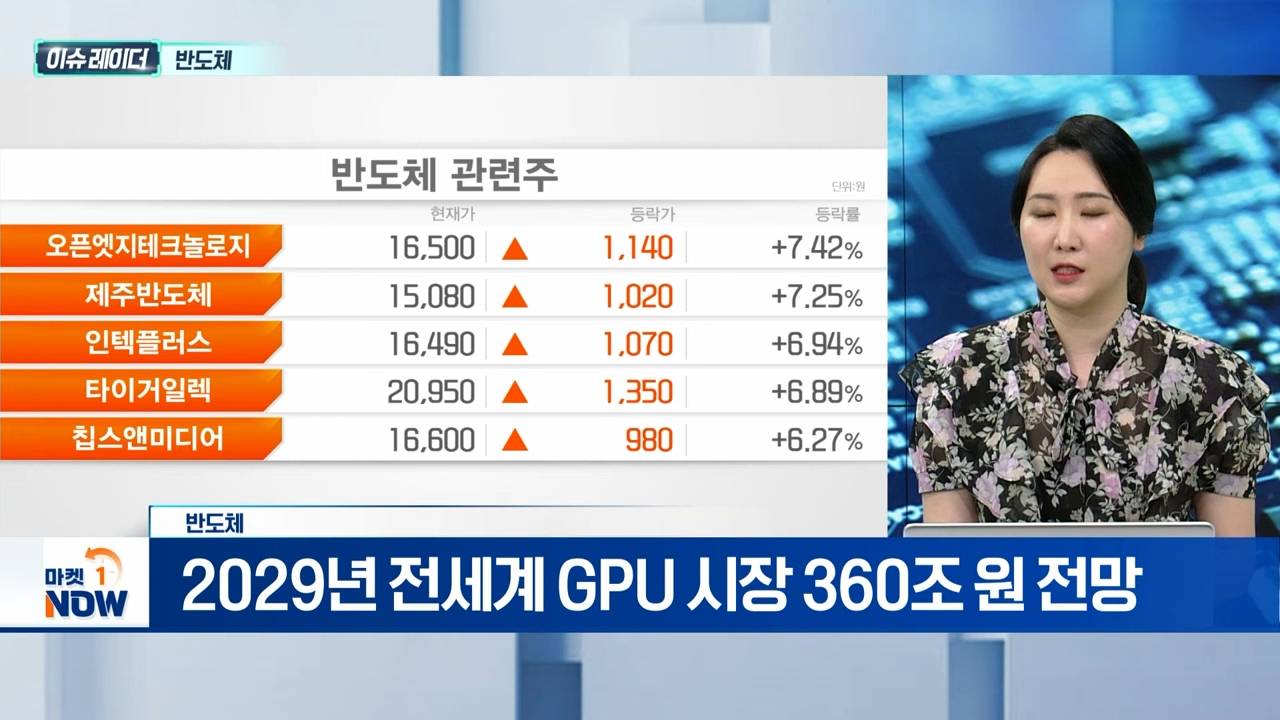 이슈레이더 반도체
반도체 관련주
단위:원
현재가 등락가 등락률
오픈엣지테크놀로지 16,500 ▲ 1,140 +7.42%
제주반도체 15,080 ▲ 1,020 +7.25%
인텍플러스 16,490 ▲ 1,070 +6.94%
타이거일렉 20,950 ▲ 1,350 +6.89%
칩스앤미디어 16,600 ▲ 980 +6.27%
반도체
마켓 1
NOW
2029년 전세계 GPU 시장 360조 원 전망